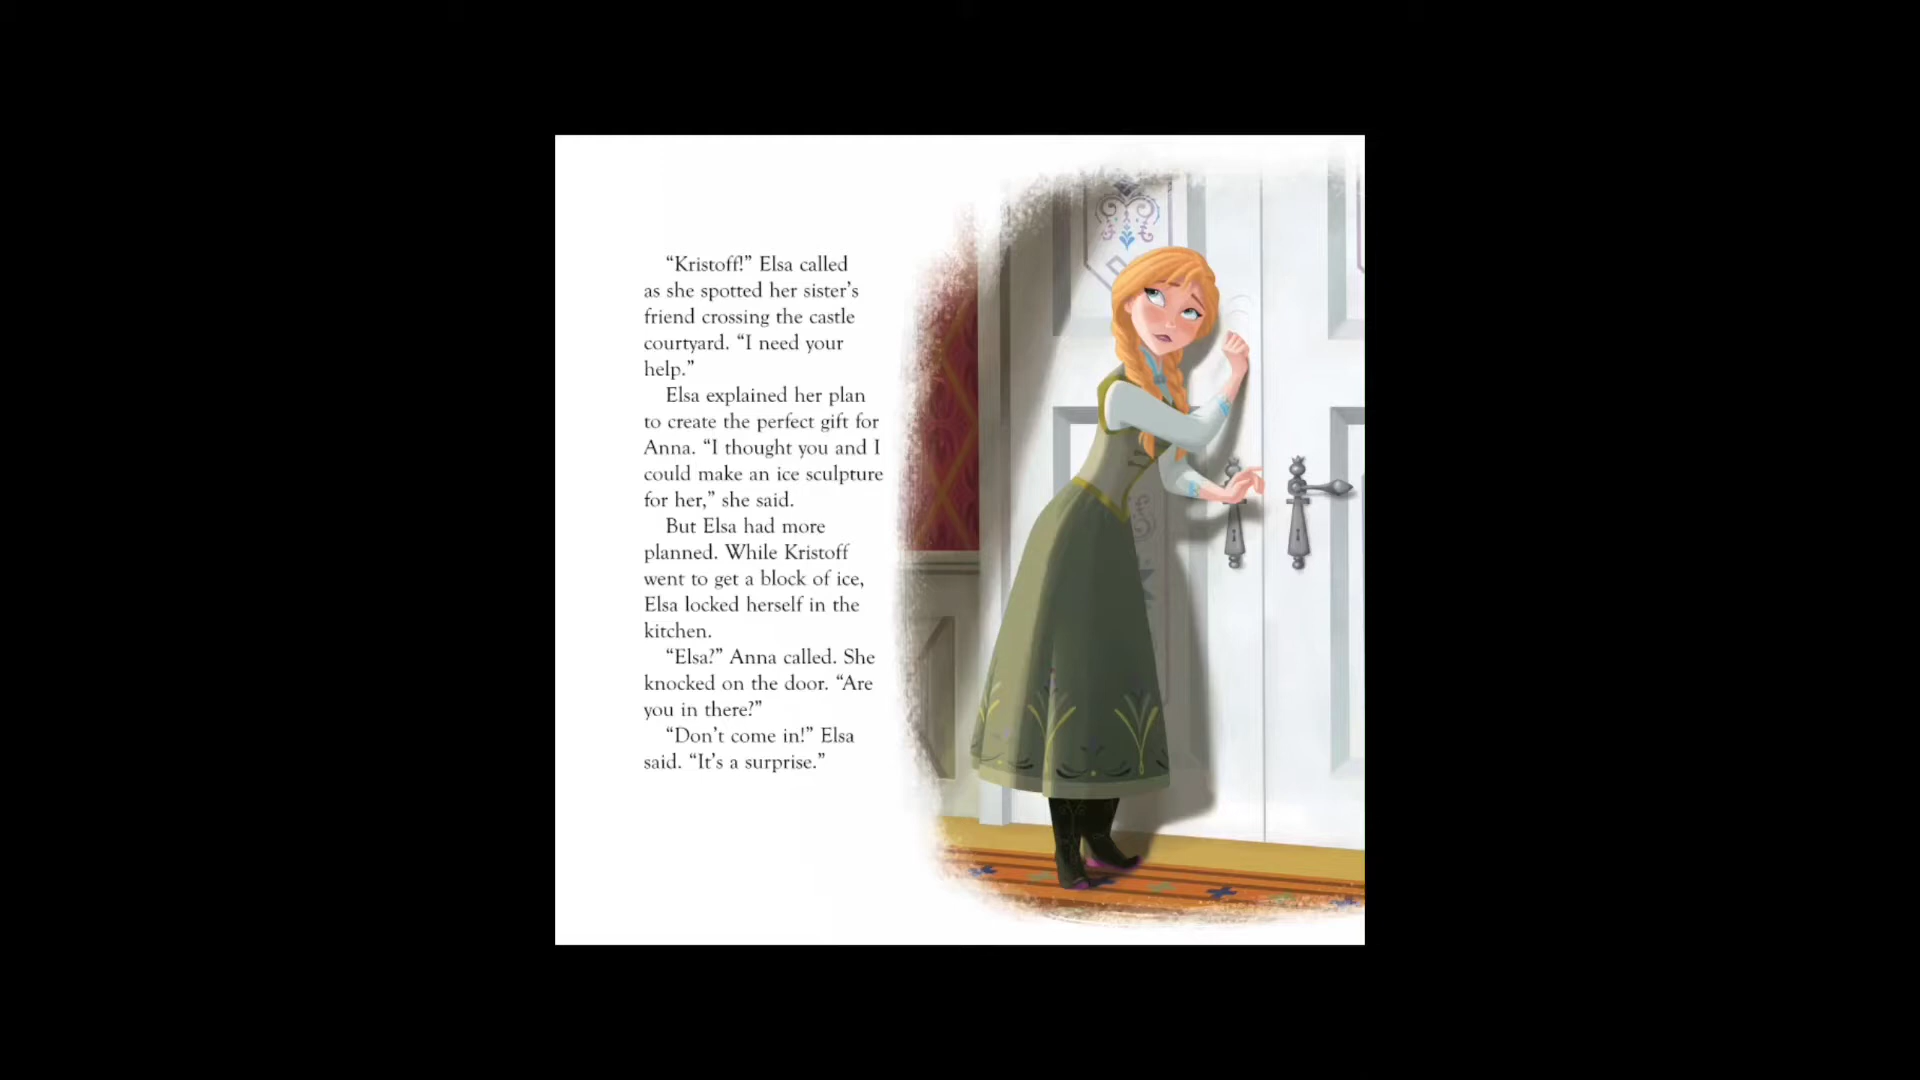 “Kristoff!” Elsa called
as she spotted her sister’s
friend crossing the castle
courtyard. “I need your
help.”
Elsa explained her plan
to create the perfect gift for
Anna. “I thought you and I
could make an ice sculpture
for her,” she said.
But Elsa had more
planned. While Kristoff
went to get a block of ice,
Elsa locked herself in the
kitchen.
“Elsa?” Anna called. She
knocked on the door. “Are
you in there?”
“Don’t come in!” Elsa
said. “It’s a surprise.”